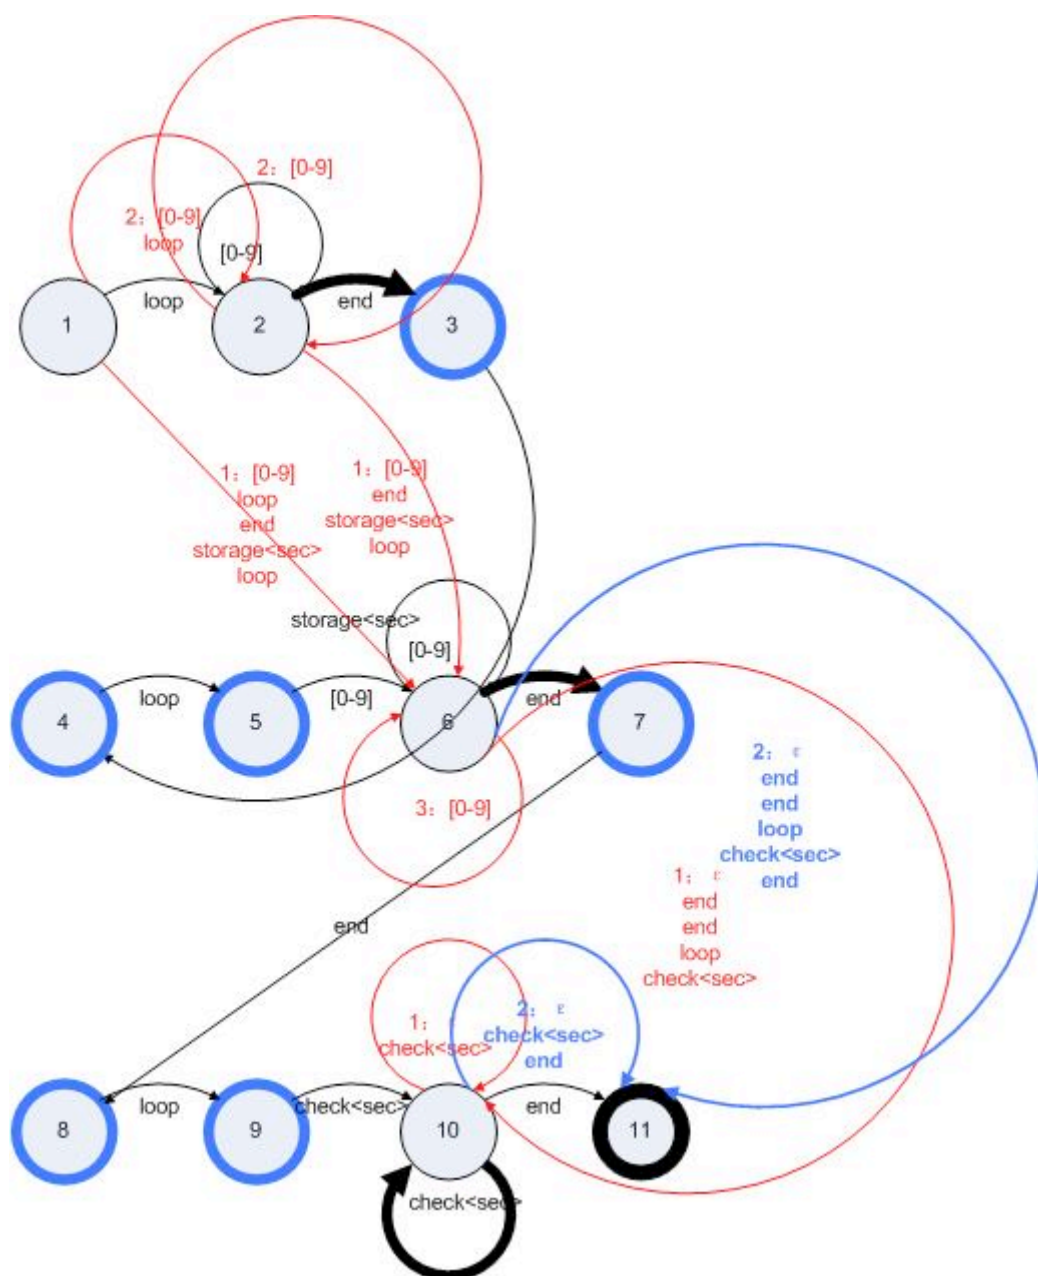 2: [0-9]
2: [0-9]
loop
[0-9]
1
loop
2
end
3
1: [0-9]
loop
end
storage<sec>
loop
1: [0-9]
end
storage<sec>
loop
storage<sec>
[0-9]
4
loop
5
[0-9]
6
end
7
3: [0-9]
2: ε
end
end
loop
check<sec>
end
1: ε
end
end
loop
check<sec>
end
1: ε
check<sec>
2: ε
check<sec>
end
8
loop
9
check<sec>
10
end
11
check<sec>